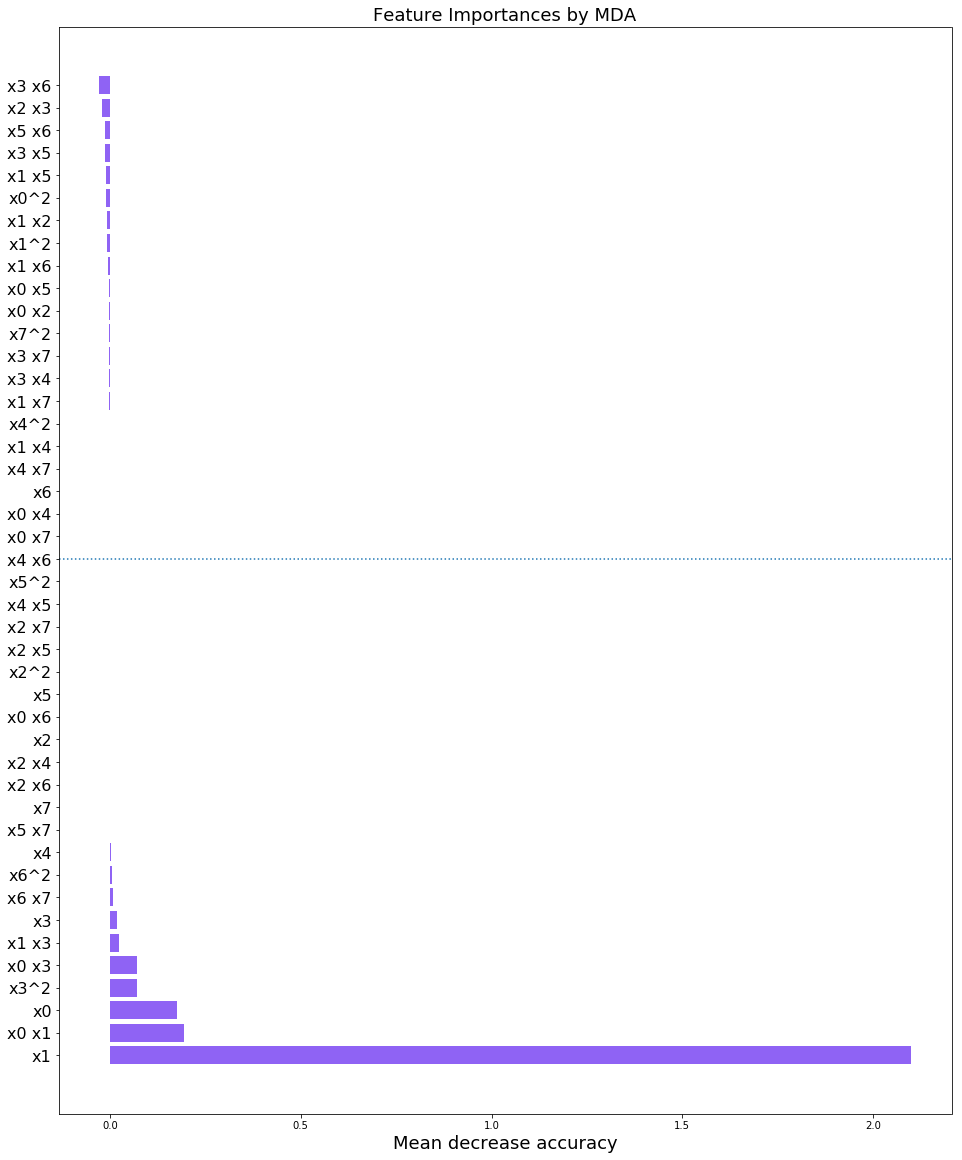 Feature Importances by MDA
x3 x6
x2 x3
x5 x6
x3 x5
x1 x5
x0^2
x1 x2
x1^2
x1 x6
x0 x5
x0 x2
x7^2
x3 x7
x3 x4
x1 x7
x4^2
x1 x4
x4 x7
x6
x0 x4
x0 x7
x4 x6
x5^2
x4 x5
x2 x7
x2 x5
x2^2
x5
x0 x6
x2
x2 x4
x2 x6
x7
x5 x7
x4
x6^2
x6 x7
x3
x1 x3
x0 x3
x3^2
x0
x0 x1
x1
0.0 0.5 1.0 1.5 2.0
Mean decrease accuracy